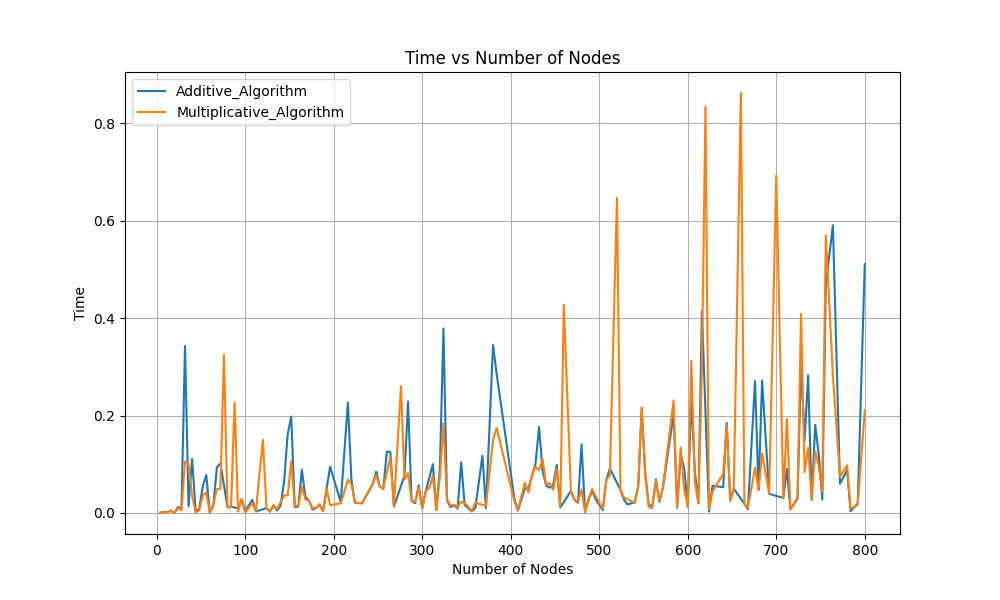 Time vs Number of Nodes
Additive_Algorithm
Multiplicative_Algorithm
0.8
0.6
0.4
0.2
0.0
Time
0 100 200 300 400 500 600 700 800
Number of Nodes